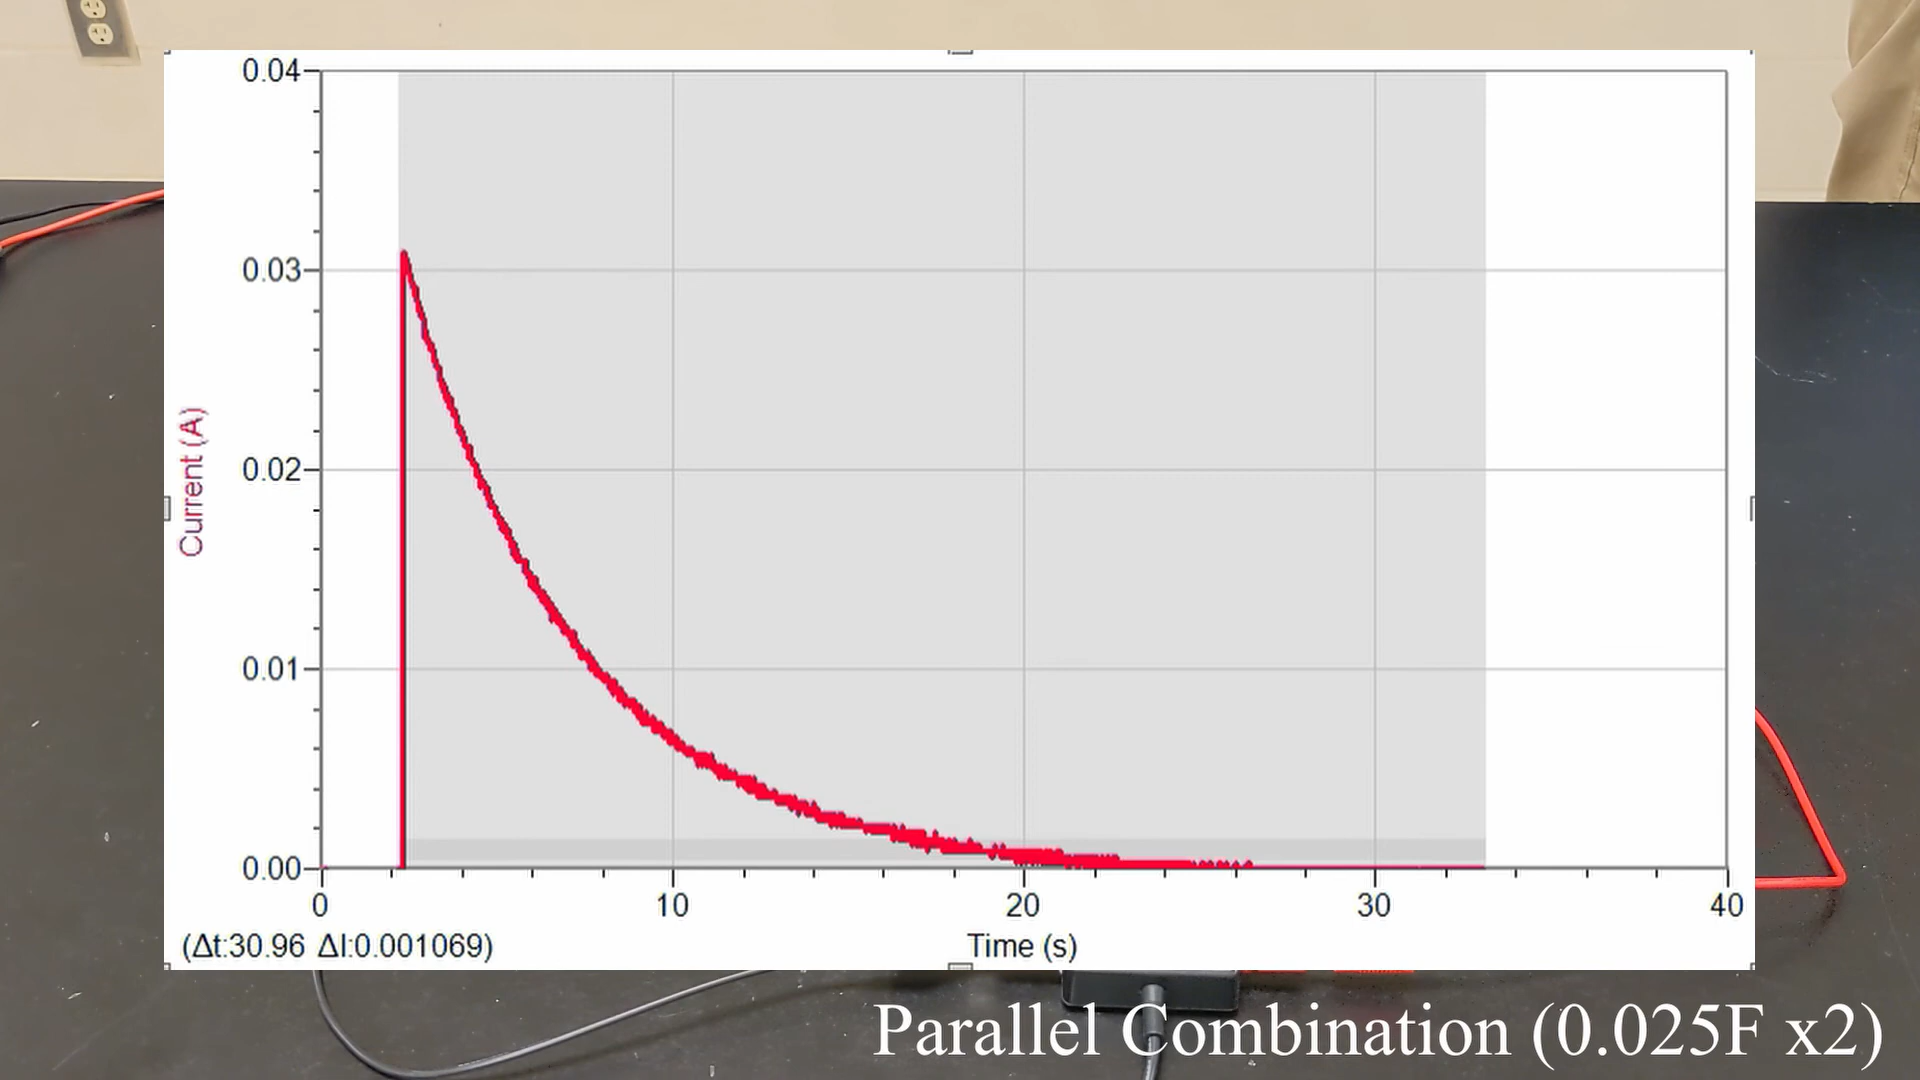 0.04
0.03
0.02
0.01
0.00
Current (A)
0 10 20 30 40
(Δt:30.96 ΔI:0.001069)
Time (s)
Parallel Combination (0.025F x2)